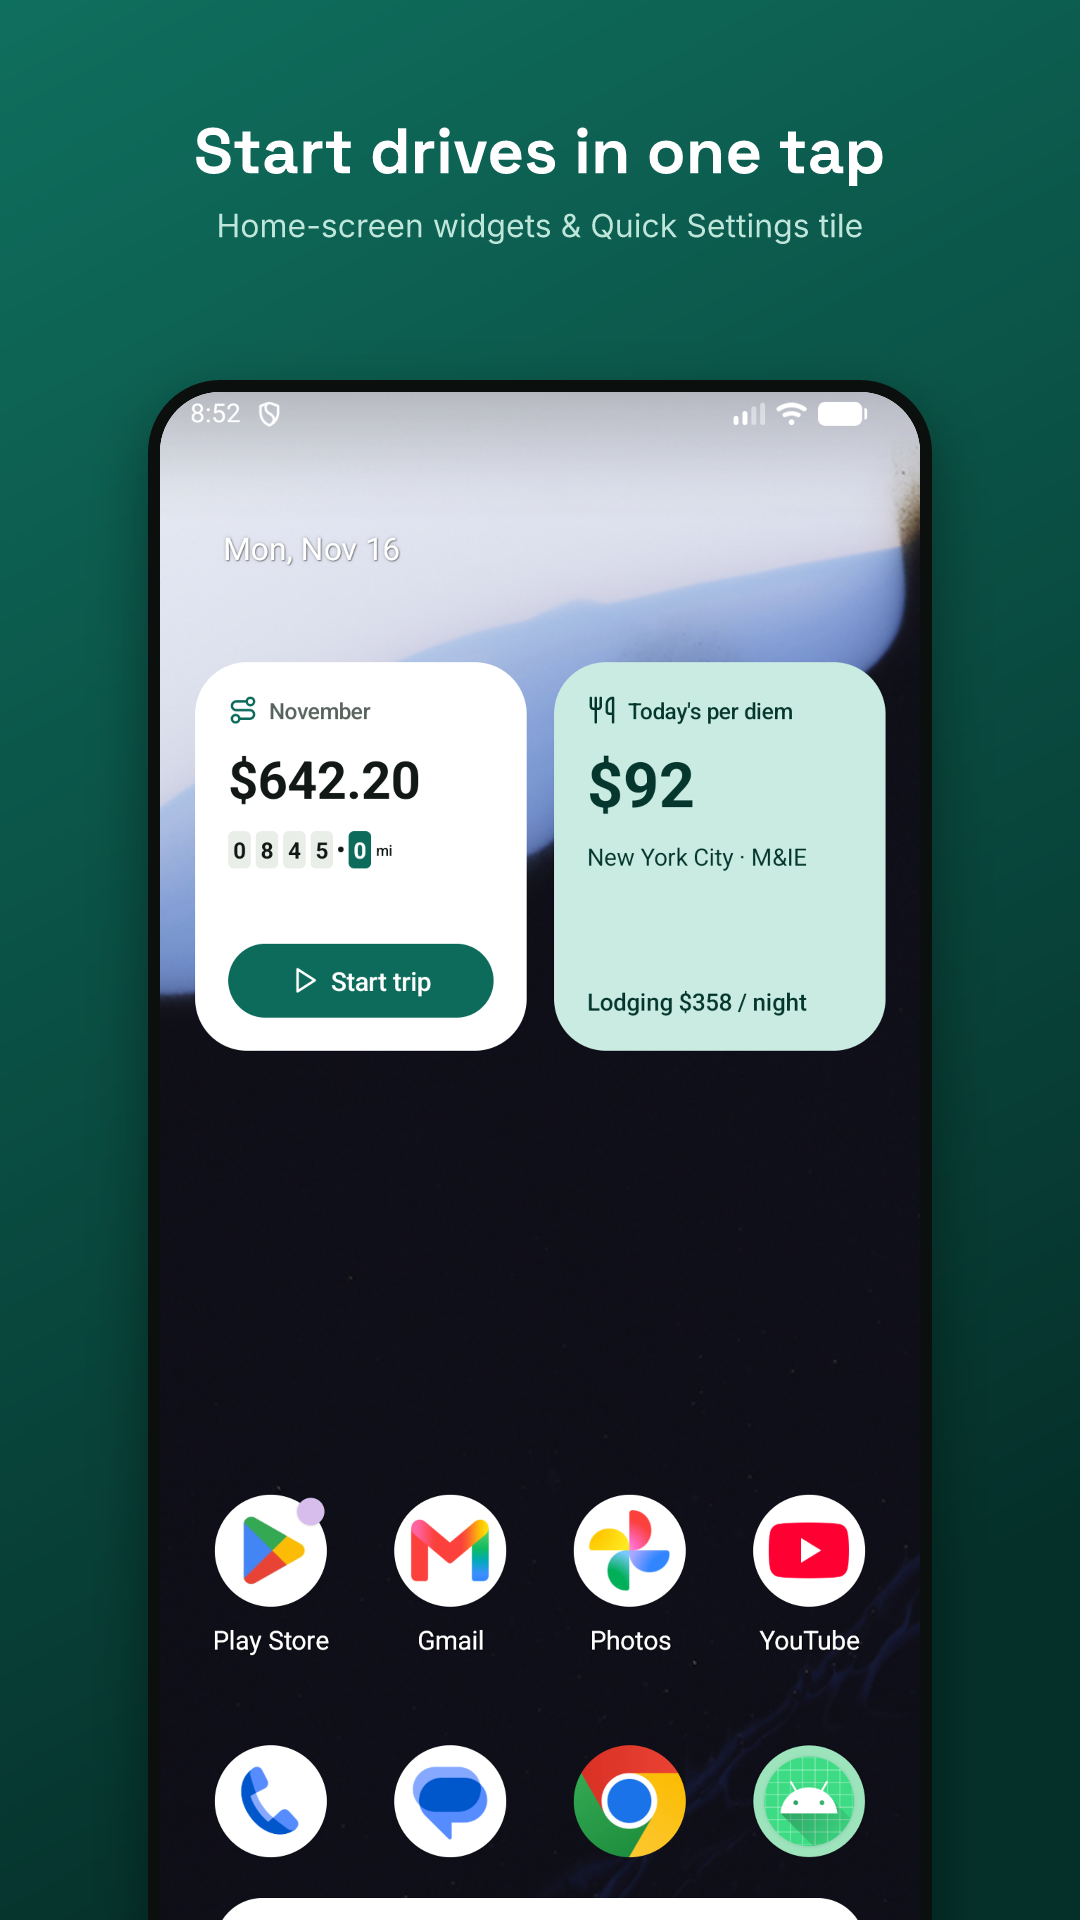 Start drives in one tap
Home-screen widgets & Quick Settings tile
8:52
Mon, Nov 16
November
$642.20
0 8 4 5 • 0 mi
Start trip
Today's per diem
$92
New York City · M&IE
Lodging $358 / night
Play Store
Gmail
Photos
YouTube